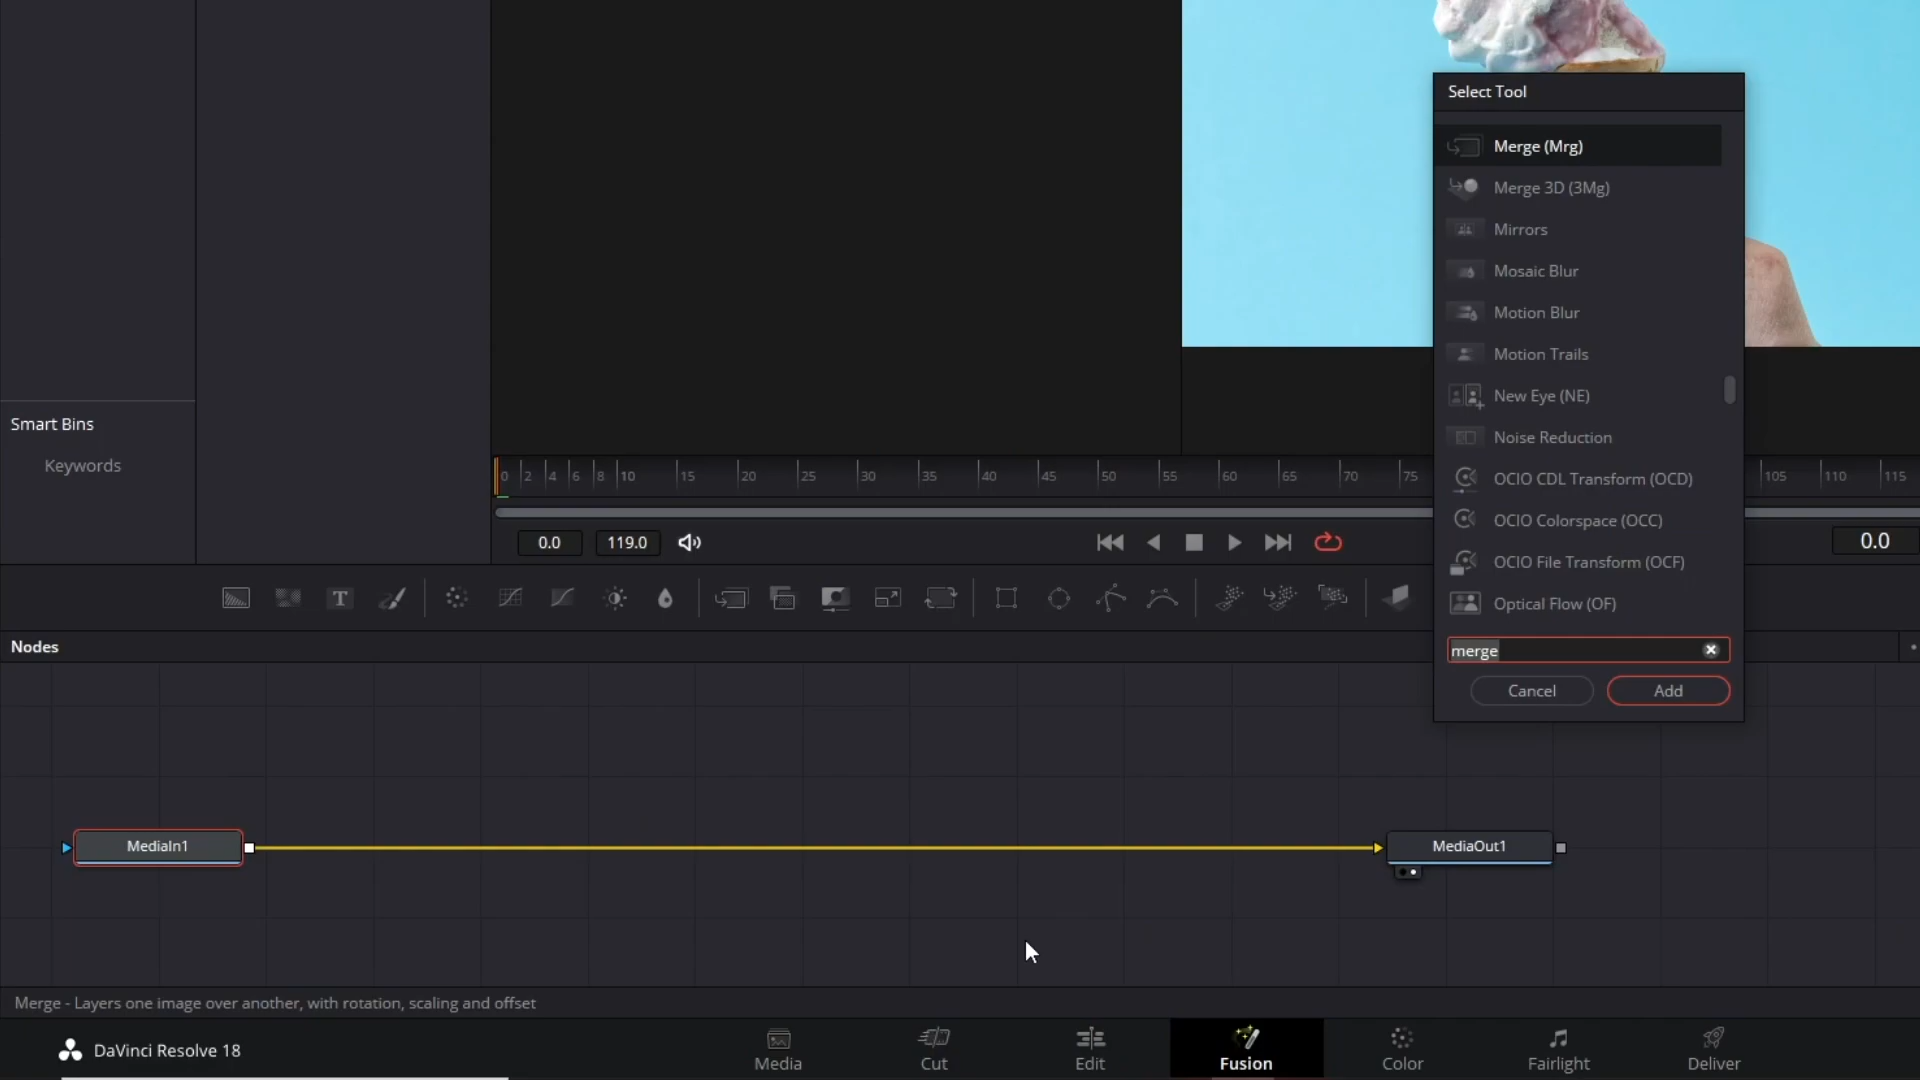 Select Tool
Merge (Mrg)
Merge 3D (3Mg)
Mirrors
Mosaic Blur
Motion Blur
Motion Trails
New Eye (NE)
Noise Reduction
OCIO CDL Transform (OCD)
OCIO Colorspace (OCC)
OCIO File Transform (OCF)
Optical Flow (OF)
merge
Cancel Add
Smart Bins
Keywords
0 2 4 6 8 10 15 20 25 30 35 40 45 50 55 60 65 70 75 105 110 115
0.0 119.0 0.0
T
Nodes
MediaIn1 MediaOut1
Merge - Layers one image over another, with rotation, scaling and offset
DaVinci Resolve 18
Media Cut Edit Fusion Color Fairlight Deliver